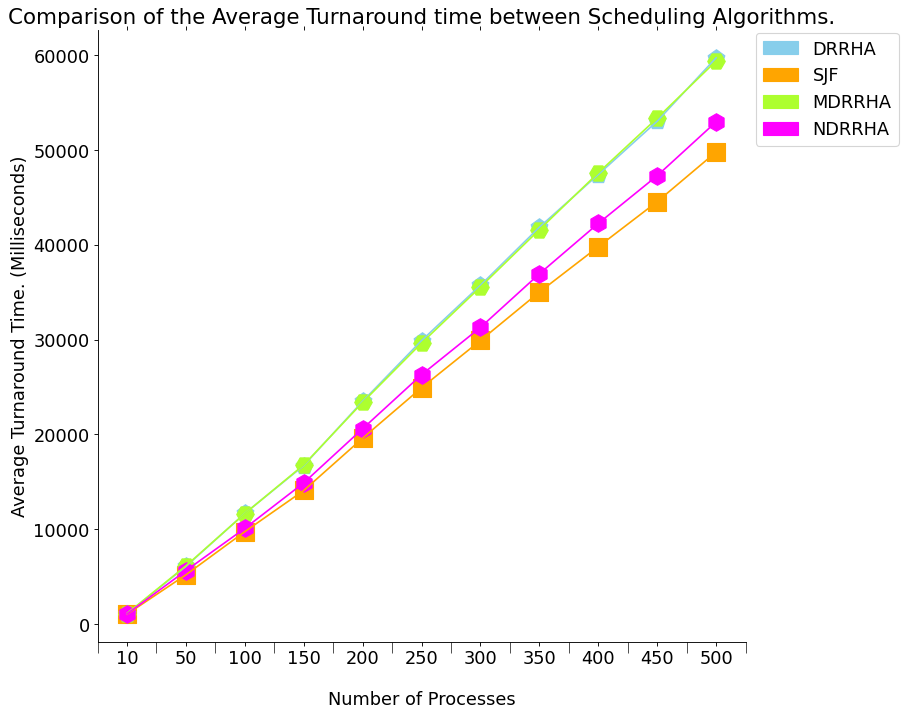 Comparison of the Average Turnaround time between Scheduling Algorithms.
DRRHA
SJF
MDRRHA
NDRRHA
Average Turnaround Time. (Milliseconds)
60000
50000
40000
30000
20000
10000
0
10 50 100 150 200 250 300 350 400 450 500
Number of Processes